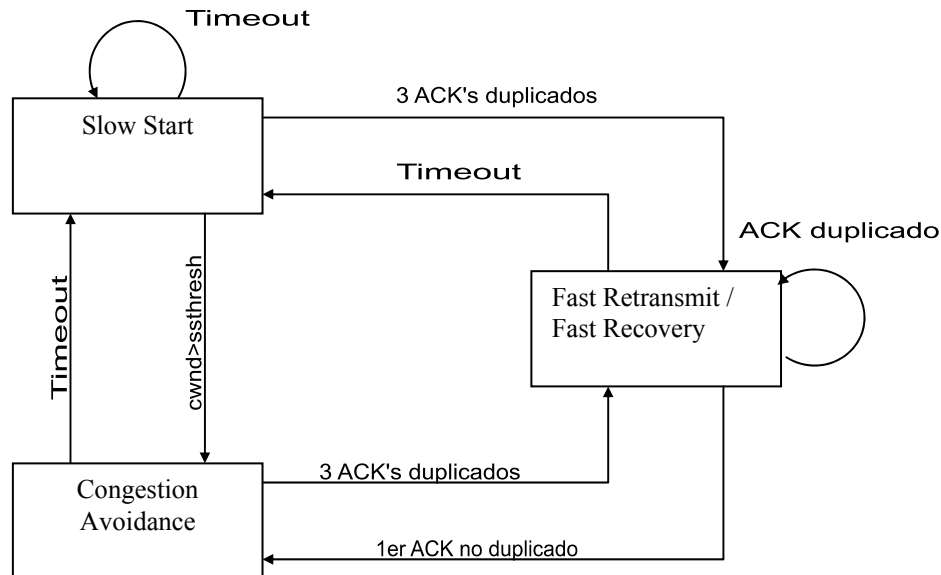 Timeout
3 ACK's duplicados
Slow Start
Timeout
ACK duplicado
Fast Retransmit /
Fast Recovery
Timeout
cwnd>ssthresh
3 ACK's duplicados
Congestion
Avoidance
1er ACK no duplicado